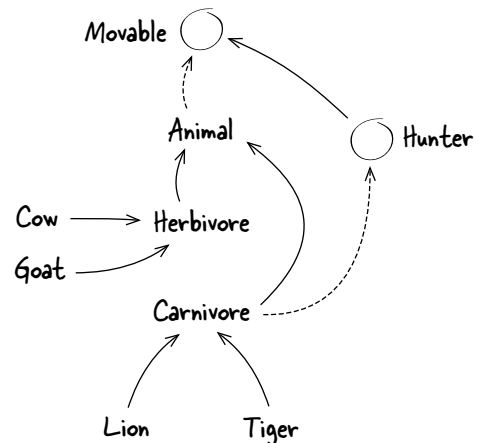 Movable
Animal
Hunter
Cow
Herbivore
Goat
Carnivore
Lion
Tiger